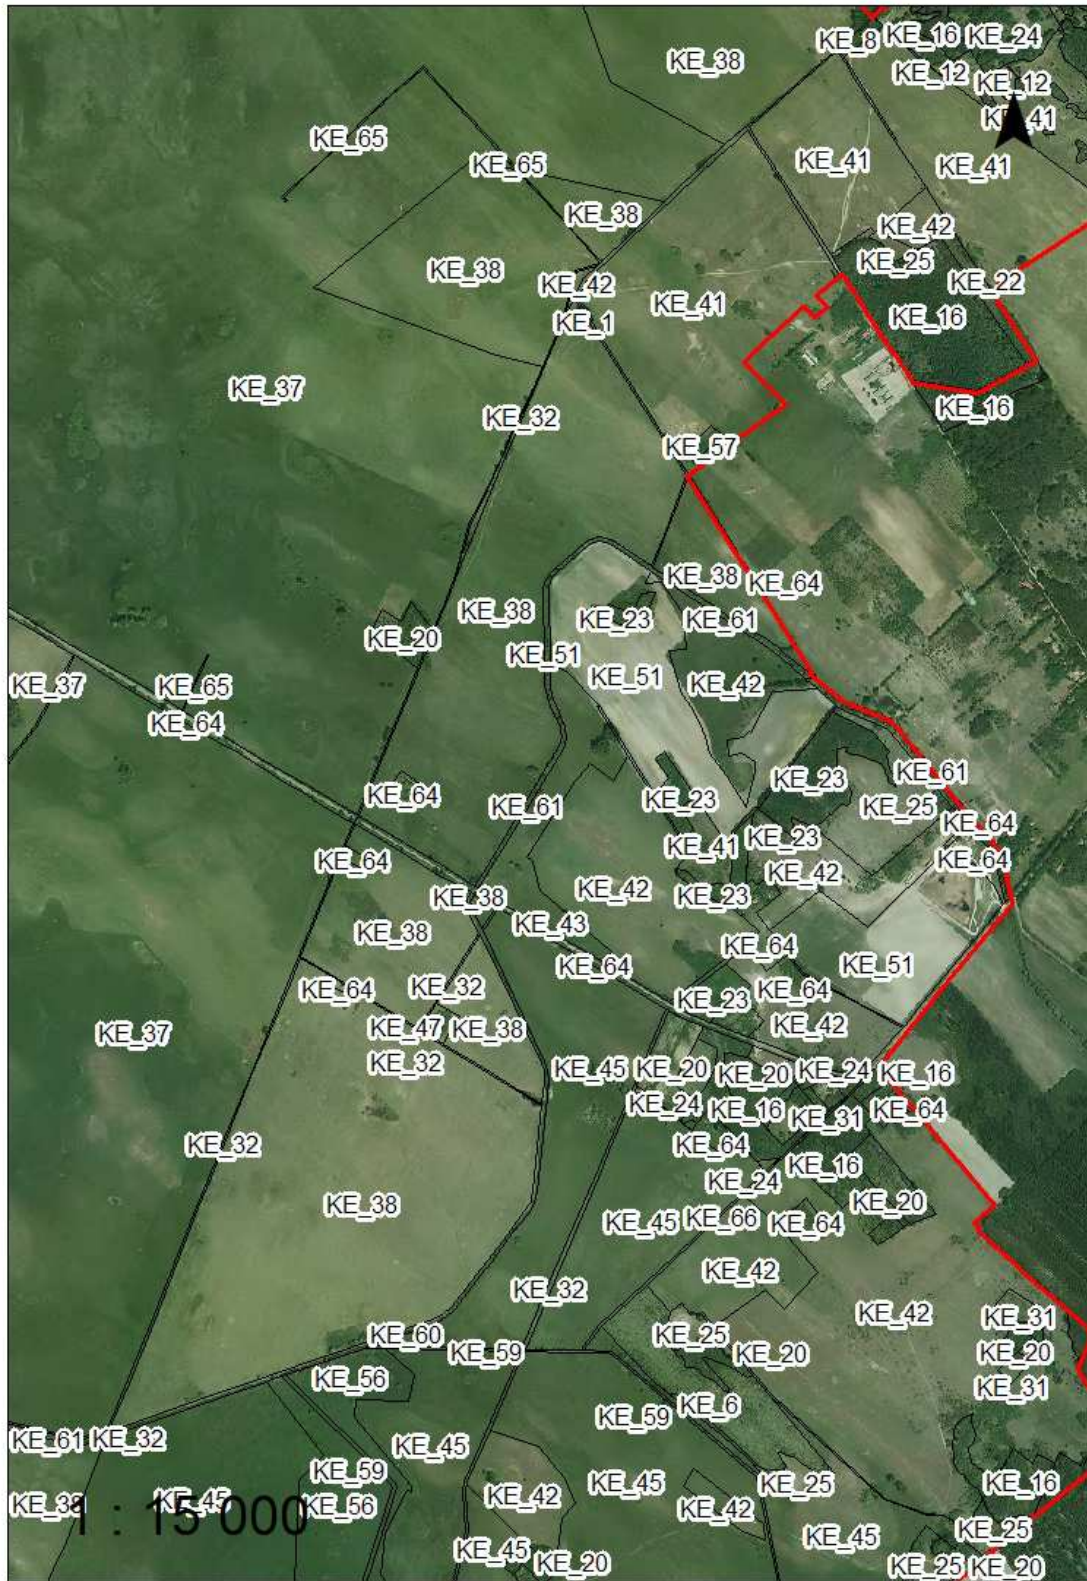 KE_8 KE_16 KE_24
KE_38 KE_12 KE_12
KE_41
KE_65 KE_65 KE_41 KE_41
KE_38 KE_42
KE_38 KE_42 KE_25 KE_22
KE_41 KE_1 KE_16
KE_37 KE_32 KE_16
KE_57
KE_38 KE_64
KE_38 KE_23 KE_61
KE_20 KE_51
KE_37 KE_65 KE_51 KE_42
KE_64
KE_64 KE_61 KE_23 KE_23 KE_61
KE_25 KE_64
KE_64 KE_41 KE_23 KE_64
KE_38 KE_42 KE_23 KE_42
KE_38 KE_43 KE_64
KE_64 KE_51
KE_64 KE_32 KE_23 KE_64
KE_37 KE_47 KE_38 KE_42
KE_32 KE_45 KE_20 KE_20 KE_24 KE_16
KE_24 KE_16 KE_31 KE_64
KE_32 KE_64 KE_16
KE_24
KE_38 KE_45 KE_66 KE_64 KE_20
KE_32 KE_42
KE_42 KE_31
KE_60 KE_59 KE_25 KE_20 KE_20
KE_56 KE_31
KE_59 KE_6
KE_61 KE_32 KE_45
KE_59 KE_45 KE_25 KE_16
KE_38 KE_45 KE_56 KE_42 KE_42
1 : 15 000
KE_45 KE_25
KE_45 KE_20 KE_25 KE_20